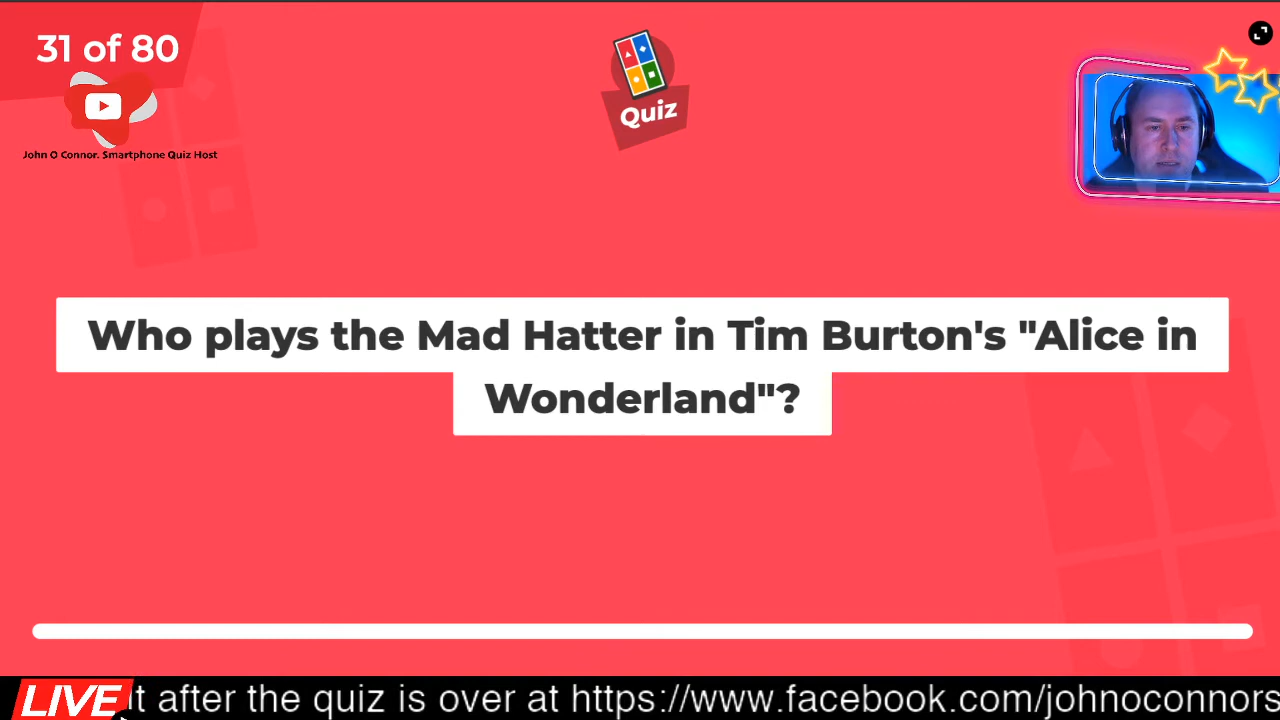 31 of 80
Quiz
John O Connor. Smartphone Quiz Host
Who plays the Mad Hatter in Tim Burton's "Alice in
Wonderland"?
LIVE
it after the quiz is over at https://www.facebook.com/johnoconnors